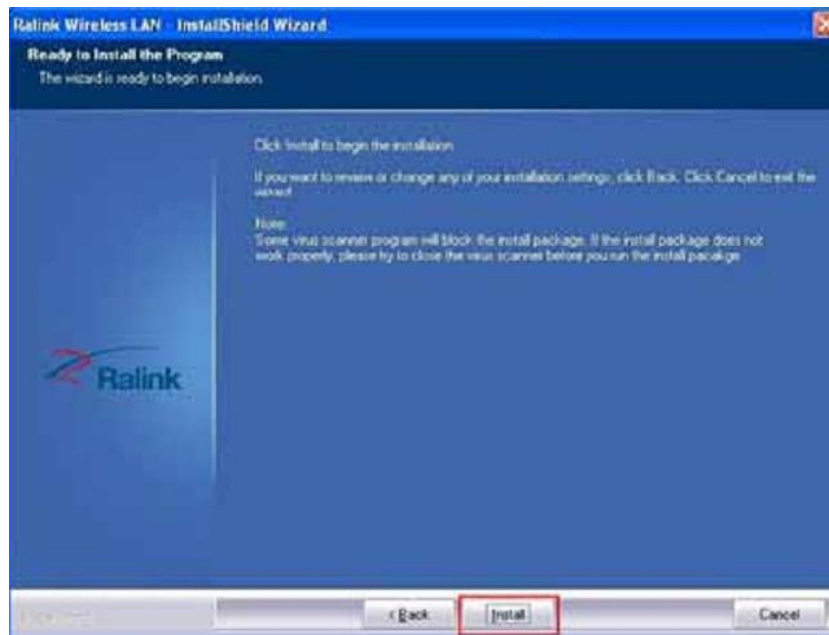 Ralink Wireless LAN - InstallShield Wizard
Ready to Install the Program
The wizard is ready to begin installation.
Click Install to begin the installation.
If you want to review or change any of your installation settings, click Back. Click Cancel to exit the
wizard.
Note:
Some virus scanner program will block the install package. If the install package does not
work properly, please try to close the virus scanner before you run the install pacakge
Ralink
< Back
Install
Cancel